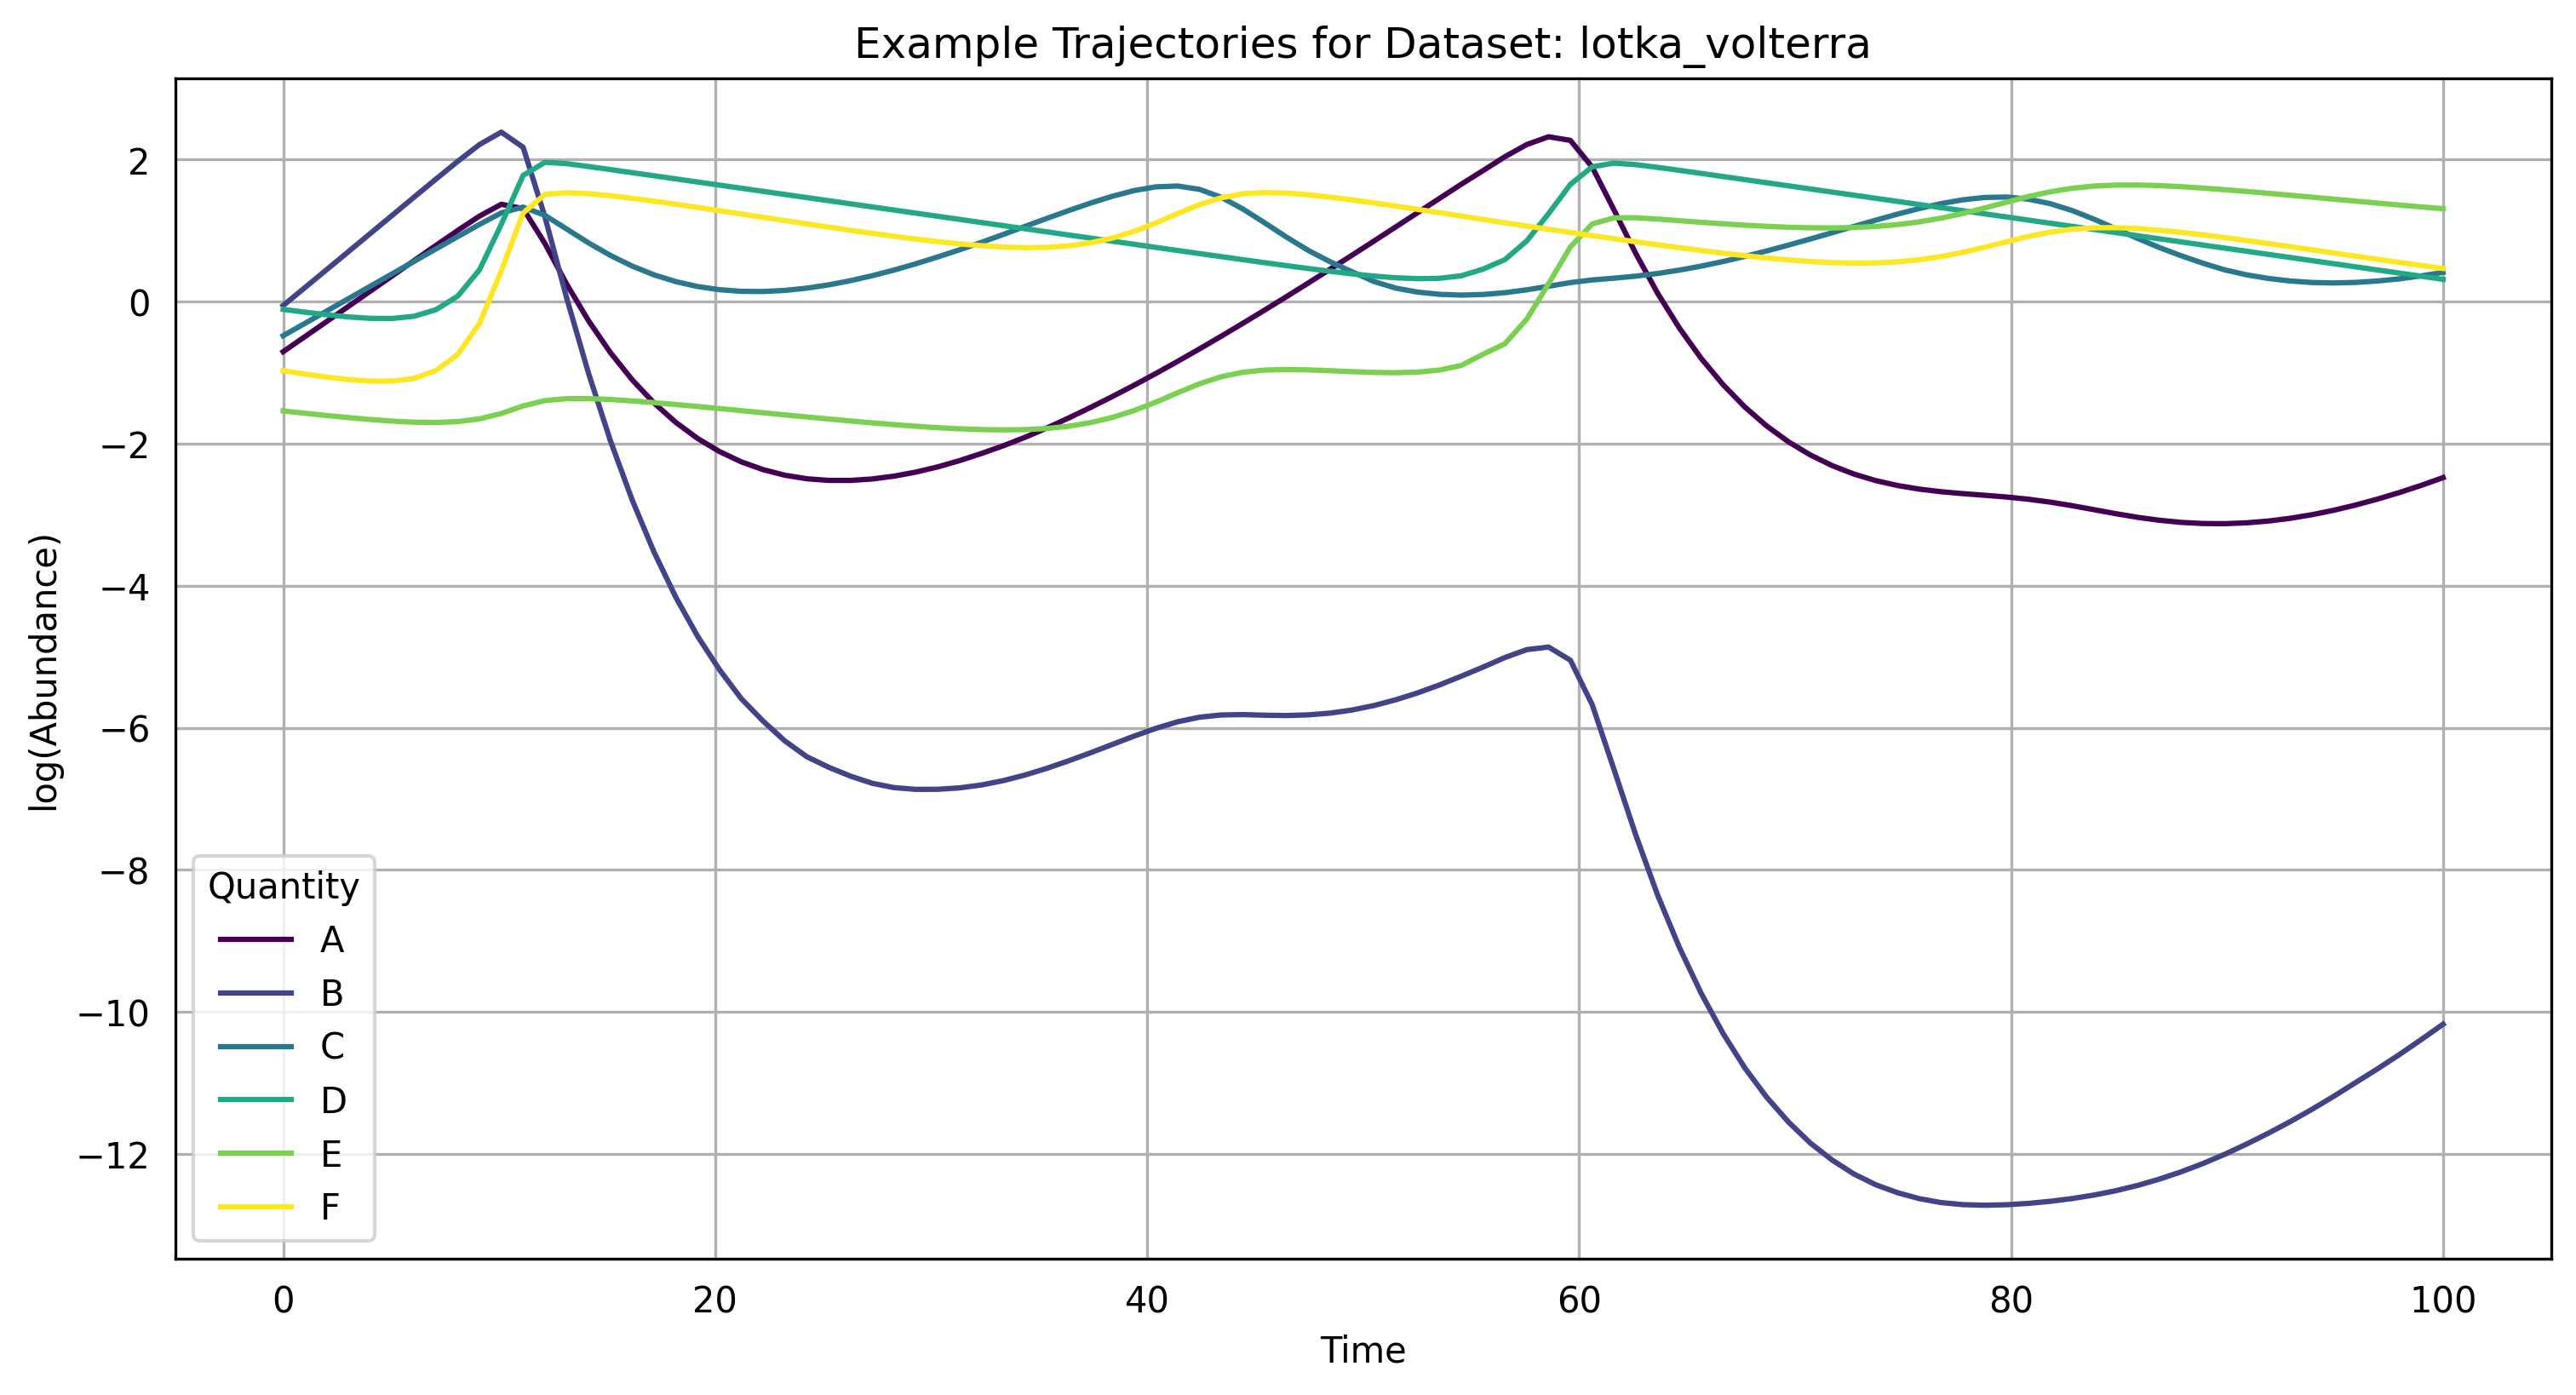 Example Trajectories for Dataset: lotka_volterra
log(Abundance)
2
0
−2
−4
−6
−8
−10
−12
Quantity
A
B
C
D
E
F
0 20 40 60 80 100
Time